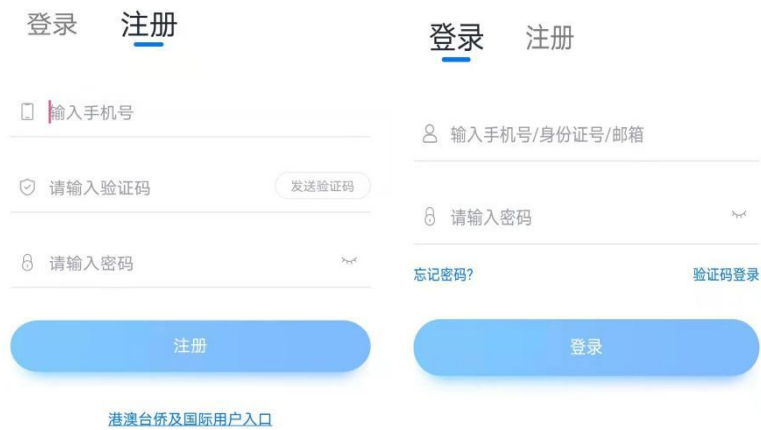 登录 注册
输入手机号
请输入验证码 发送验证码
请输入密码
注册
港澳台侨及国际用户入口
登录 注册
输入手机号/身份证号/邮箱
请输入密码
忘记密码? 验证码登录
登录